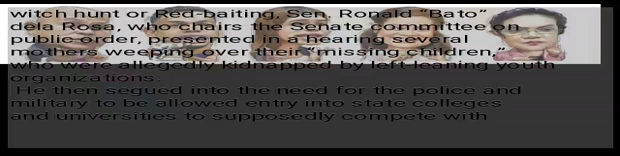 witch hunt or Red-baiting, Sen. Ronald “Bato”
dela Rosa, who chairs the Senate committee on
public order, presented in a hearing several
mothers weeping over their “missing children,”
who were allegedly kidnapped by left-leaning youth
organizations.
He then segued into the need for the police and
military to be allowed entry into state colleges
and universities to supposedly compete with